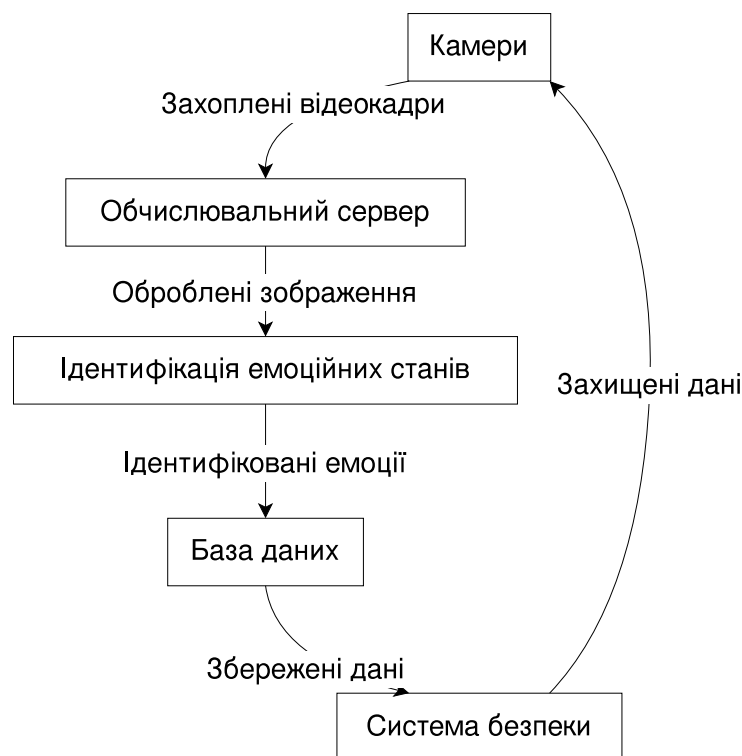 Камери
Захоплені відеокадри
Обчислювальний сервер
Оброблені зображення
Ідентифікація емоційних станів
Захищені дані
Ідентифіковані емоції
База даних
Збережені дані
Система безпеки